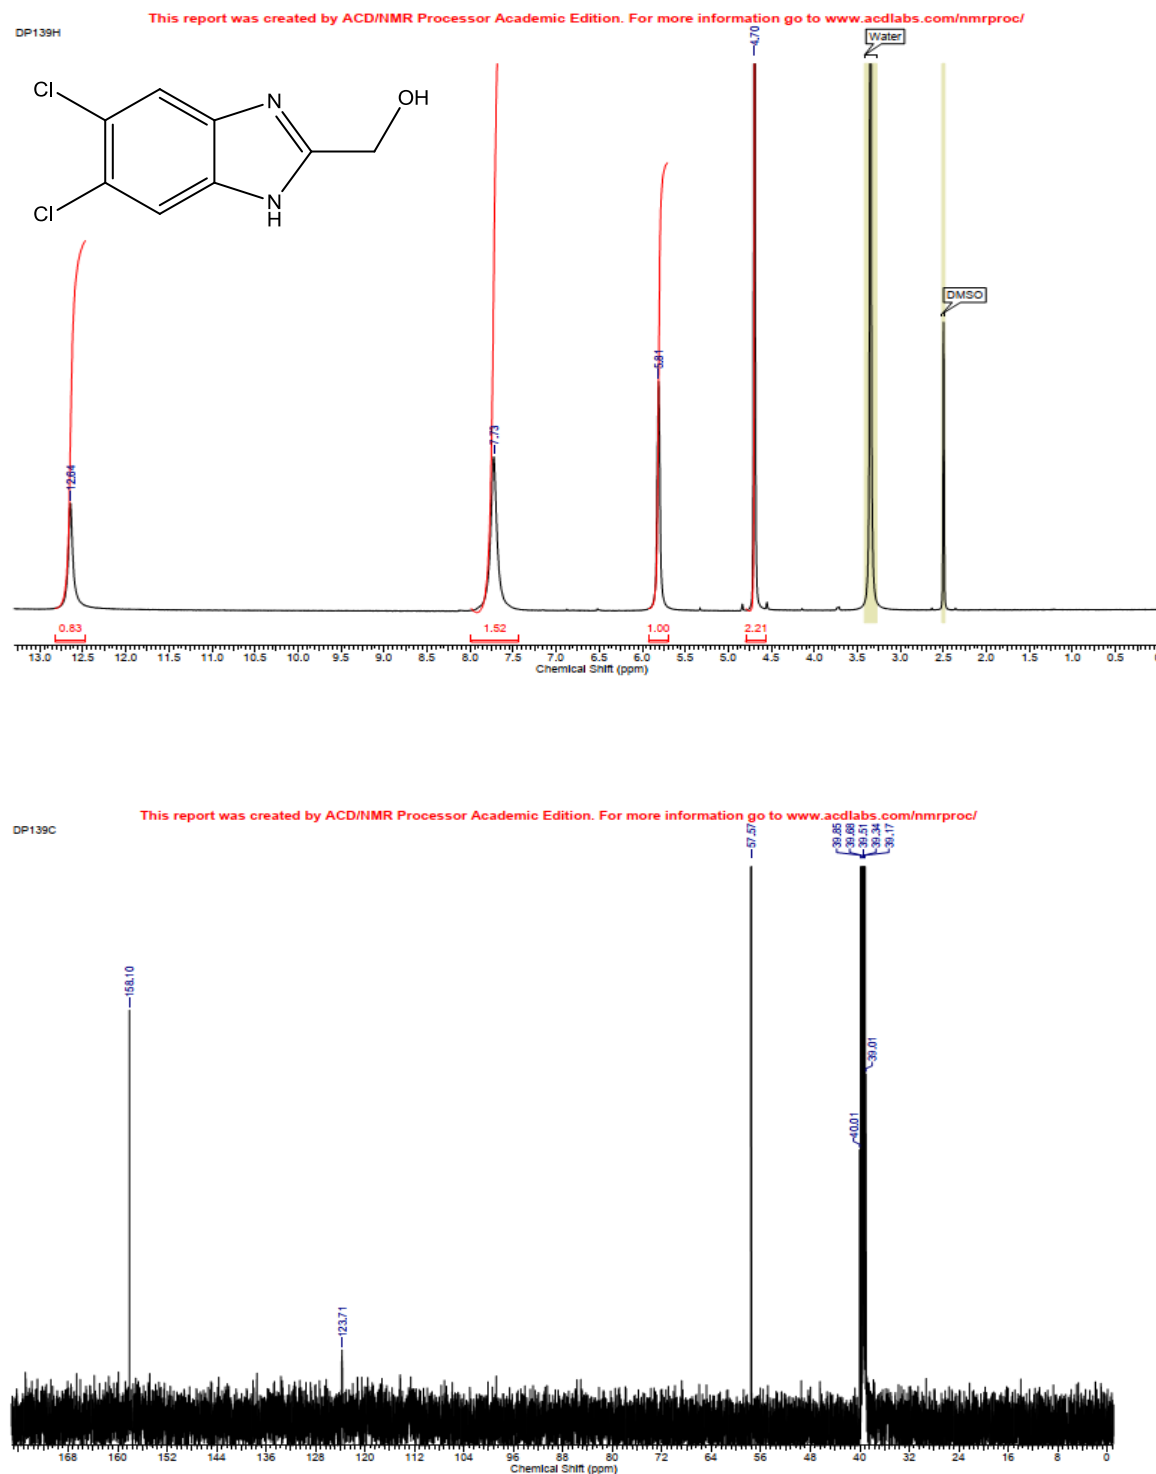 This report was created by ACD/NMR Processor Academic Edition. For more information go to www.acdlabs.com/nmrproc/
DP139H
4.70
Water
Cl
N
OH
Cl
N
H
DMSO
5.81
7.73
12.64
0.83
1.52
1.00
2.21
13.0 12.5 12.0 11.5 11.0 10.5 10.0 9.5 9.0 8.5 8.0 7.5 7.0 6.5 6.0 5.5 5.0 4.5 4.0 3.5 3.0 2.5 2.0 1.5 1.0 0.5
Chemical Shift (ppm)
This report was created by ACD/NMR Processor Academic Edition. For more information go to www.acdlabs.com/nmrproc/
DP139C
57.57
39.85
39.68
39.51
39.34
39.17
158.10
39.01
40.01
123.71
168 160 152 144 136 128 120 112 104 96 88 80 72 64 56 48 40 32 24 16 8 0
Chemical Shift (ppm)